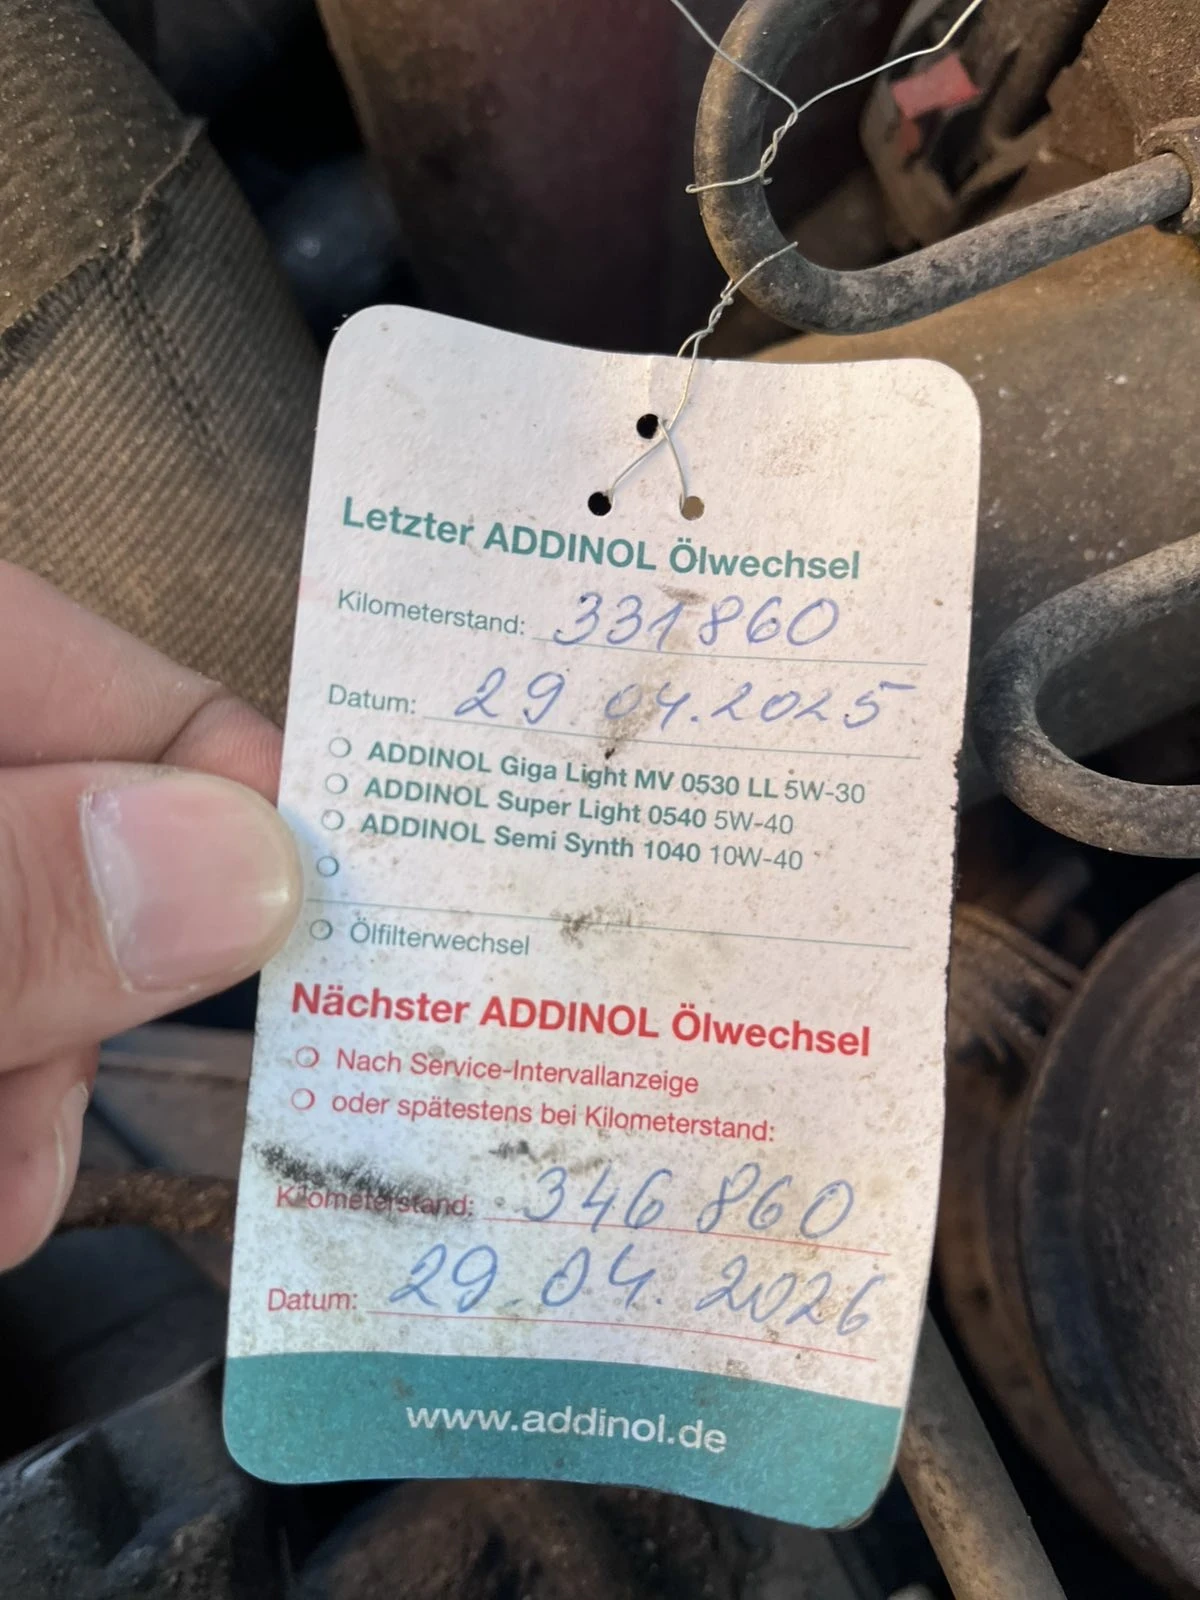 Letzter ADDINOL Ölwechsel
Kilometerstand: 331860
Datum: 29.04.2025
ADDINOL Giga Light MV 0530 LL 5W-30
ADDINOL Super Light 0540 5W-40
ADDINOL Semi Synth 1040 10W-40
Ölfilterwechsel
Nächster ADDINOL Ölwechsel
Nach Service-Intervallanzeige
oder spätestens bei Kilometerstand:
Kilometerstand: 346860
Datum: 29.04.2026
www.addinol.de